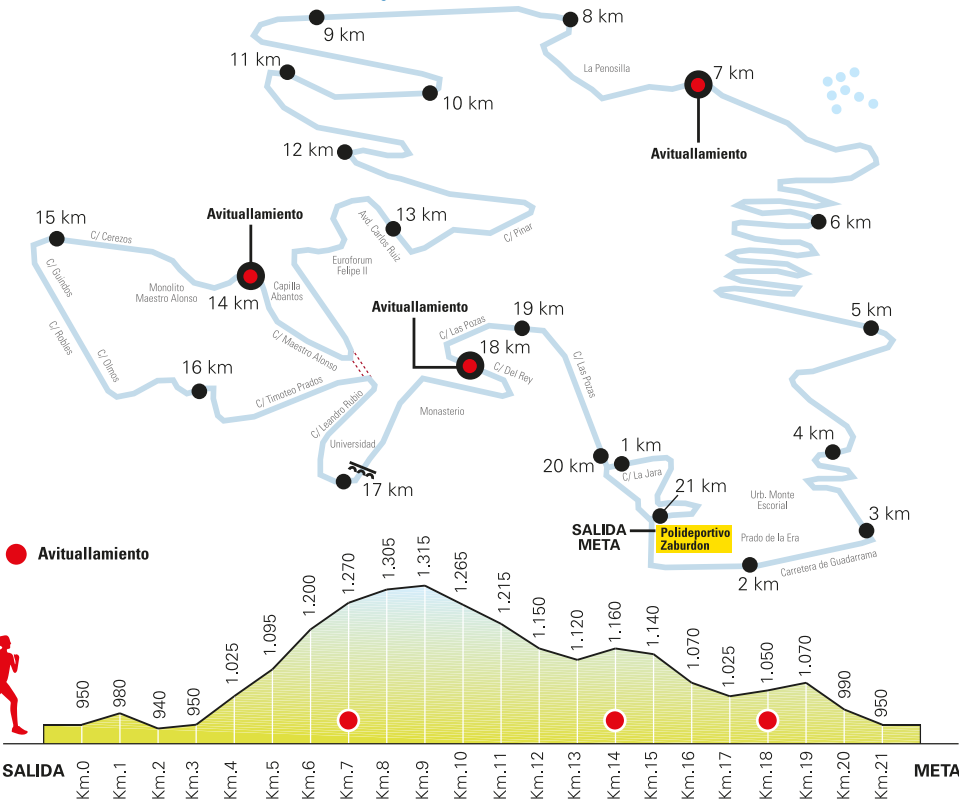 8 km
9 km
La Penosilla
11 km
7 km
10 km
12 km
Avituallamiento
Avituallamiento
13 km
15 km
6 km
C/ Cerezos
Avd. Carlos Ruiz
C/ Pinar
Euroforum
Felipe II
C/ Guindos
Monolito
Maestro Alonso
14 km
Capilla
Abantos
Avituallamiento
19 km
5 km
C/ Las Pozas
18 km
C/ Robles
C/ Maestro Alonso
C/ Del Rey
C/ Las Pozas
C/ Olmos
16 km
C/ Timoteo Prados
C/ Leandro Rubio
Monasterio
Universidad
4 km
1 km
20 km
C/ La Jara
17 km
21 km
Urb. Monte
Escorial
3 km
SALIDA
META
Polideportivo
Zaburdon
Prado de la Era
Carretera de Guadarrama
2 km
Avituallamiento
950
980
940
950
1.025
1.095
1.200
1.270
1.305
1.315
1.265
1.215
1.150
1.120
1.160
1.140
1.070
1.025
1.050
1.070
990
950
SALIDA
Km.0
Km.1
Km.2
Km.3
Km.4
Km.5
Km.6
Km.7
Km.8
Km.9
Km.10
Km.11
Km.12
Km.13
Km.14
Km.15
Km.16
Km.17
Km.18
Km.19
Km.20
Km.21
META